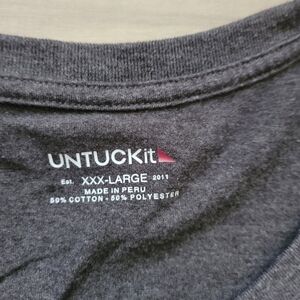 UNTUCKit
Est. XXX-LARGE 2011
MADE IN PERU
50% COTTON - 50% POLYESTER